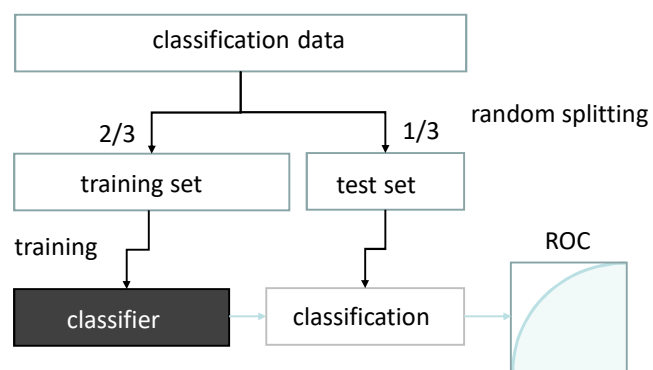 classification data
random splitting
2/3
1/3
training set
test set
training
ROC
classifier
classification